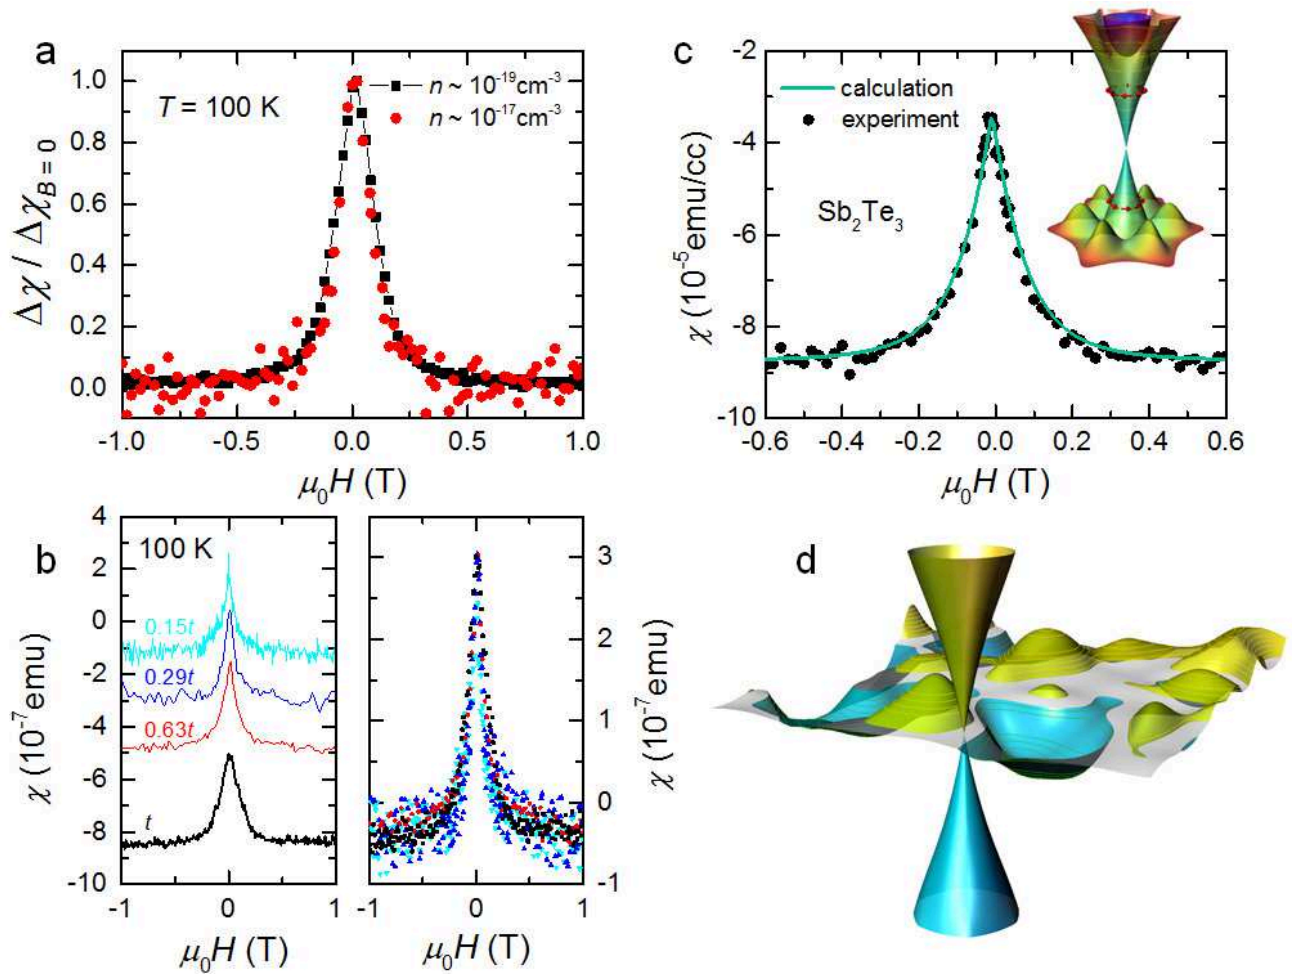 a
T = 100 K
n ~ 10⁻¹⁹cm⁻³
n ~ 10⁻¹⁷cm⁻³
Δχ / Δχ_B = 0
1.0
0.8
0.6
0.4
0.2
0.0
-1.0 -0.5 0.0 0.5 1.0
μ₀H (T)
c
calculation
experiment
Sb₂Te₃
χ (10⁻⁵emu/cc)
-2
-4
-6
-8
-10
-0.6 -0.4 -0.2 0.0 0.2 0.4 0.6
μ₀H (T)
b
100 K
0.15t
0.29t
0.63t
t
χ (10⁻⁷emu)
4
2
0
-2
-4
-6
-8
-10
-1 0 1
μ₀H (T)
3
2
1
0
-1
χ (10⁻⁷emu)
-1 0 1
μ₀H (T)
d